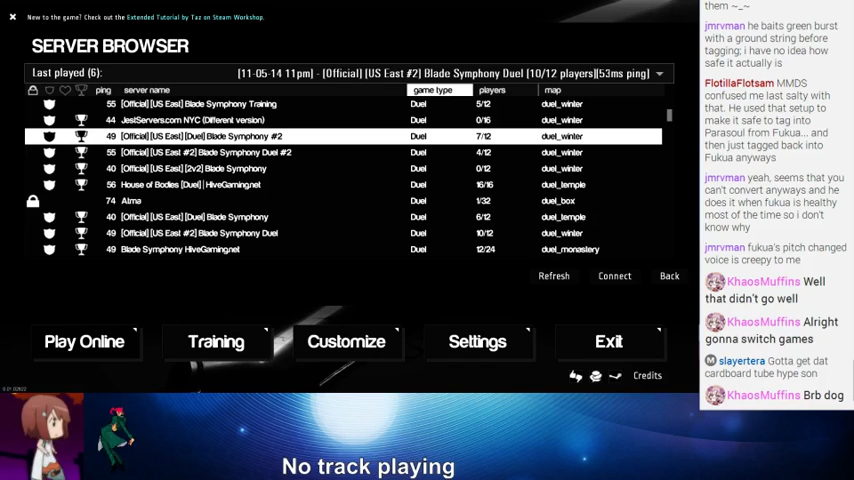 New to the game? Check out the Extended Tutorial by Taz on Steam Workshop.
SERVER BROWSER
Last played (6): [11-05-14 11pm] - [Official] [US East #2] Blade Symphony Duel [10/12 players][53ms ping]
ping server name game type players map
55 [Official] [US East] Blade Symphony Training Duel 5/12 duel_winter
44 JestServers.com NYC (Different version) Duel 0/16 duel_winter
49 [Official] [US East] [Duel] Blade Symphony #2 Duel 7/12 duel_winter
55 [Official] [US East #2] Blade Symphony Duel #2 Duel 4/12 duel_winter
40 [Official] [US East] [2v2] Blade Symphony Duel 0/12 duel_winter
56 House of Bodies [Duel] | HiveGaming.net Duel 16/16 duel_temple
74 Alma Duel 1/32 duel_box
40 [Official] [US East] [Duel] Blade Symphony Duel 6/12 duel_temple
49 [Official] [US East #2] Blade Symphony Duel Duel 10/12 duel_winter
49 Blade Symphony HiveGaming.net Duel 12/24 duel_monastery
Refresh Connect Back
Play Online Training Customize Settings Exit
Credits
No track playing
them ~_~
jmrvman: he baits green burst
with a ground string before
tagging; i have no idea how
safe it actually is
FlotillaFlotsam: MMDS
confused me last salty with
that. He used that setup to
make it safe to tag into
Parasoul from Fukua... and
then just tagged back into
Fukua anyways
jmrvman: yeah, seems that you
can't convert anyways and he
does it when fukua is healthy
most of the time so i don't
know why
jmrvman: fukua's pitch changed
voice is creepy to me
KhaosMuffins: Well
that didn't go well
KhaosMuffins: Alright
gonna switch games
slayertera: Gotta get dat
cardboard tube hype son
KhaosMuffins: Brb dog